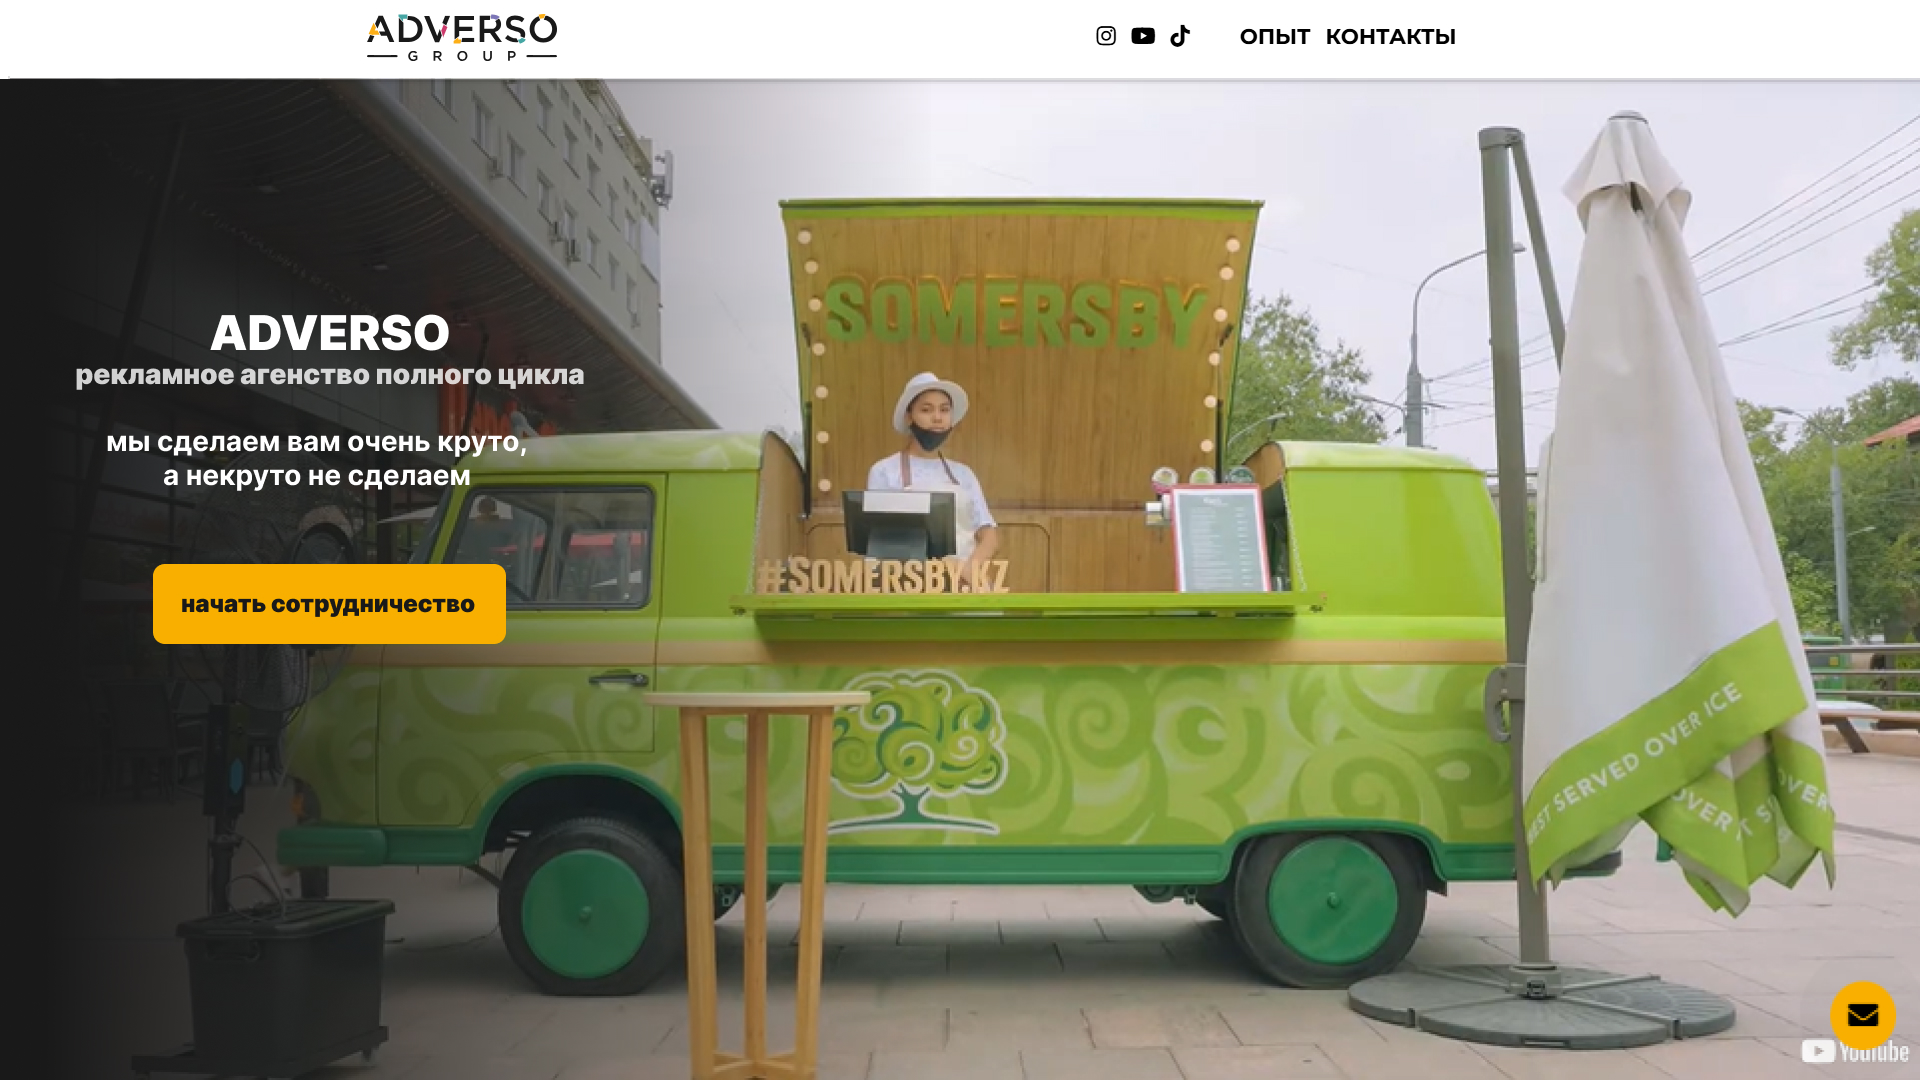 ADVERSO
GROUP
ОПЫТ КОНТАКТЫ
SOMERSBY
ADVERSO
рекламное агенство полного цикла
мы сделаем вам очень круто,
а некруто не сделаем
#SOMERSBY.KZ
начать сотрудничество
BEST SERVED OVER ICE
OVER
OVER
YouTube